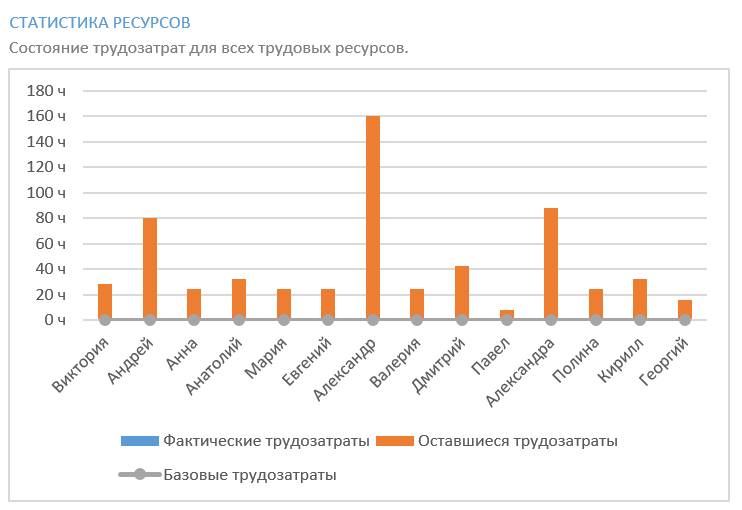 СТАТИСТИКА РЕСУРСОВ
Состояние трудозатрат для всех трудовых ресурсов.
180 ч
160 ч
140 ч
120 ч
100 ч
80 ч
60 ч
40 ч
20 ч
0 ч
Виктория
Андрей
Анна
Анатолий
Мария
Евгений
Александр
Валерия
Дмитрий
Павел
Александра
Полина
Кирилл
Георгий
Фактические трудозатраты
Оставшиеся трудозатраты
Базовые трудозатраты